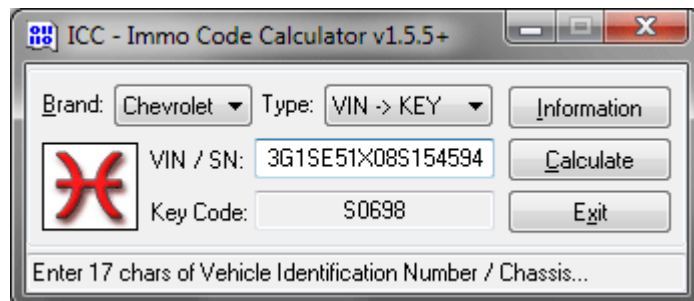 ICC - Immo Code Calculator v1.5.5+
Brand: Chevrolet Type: VIN -> KEY Information
VIN / SN: 3G1SE51X08S154594 Calculate
Key Code: S0698 Exit
Enter 17 chars of Vehicle Identification Number / Chassis...